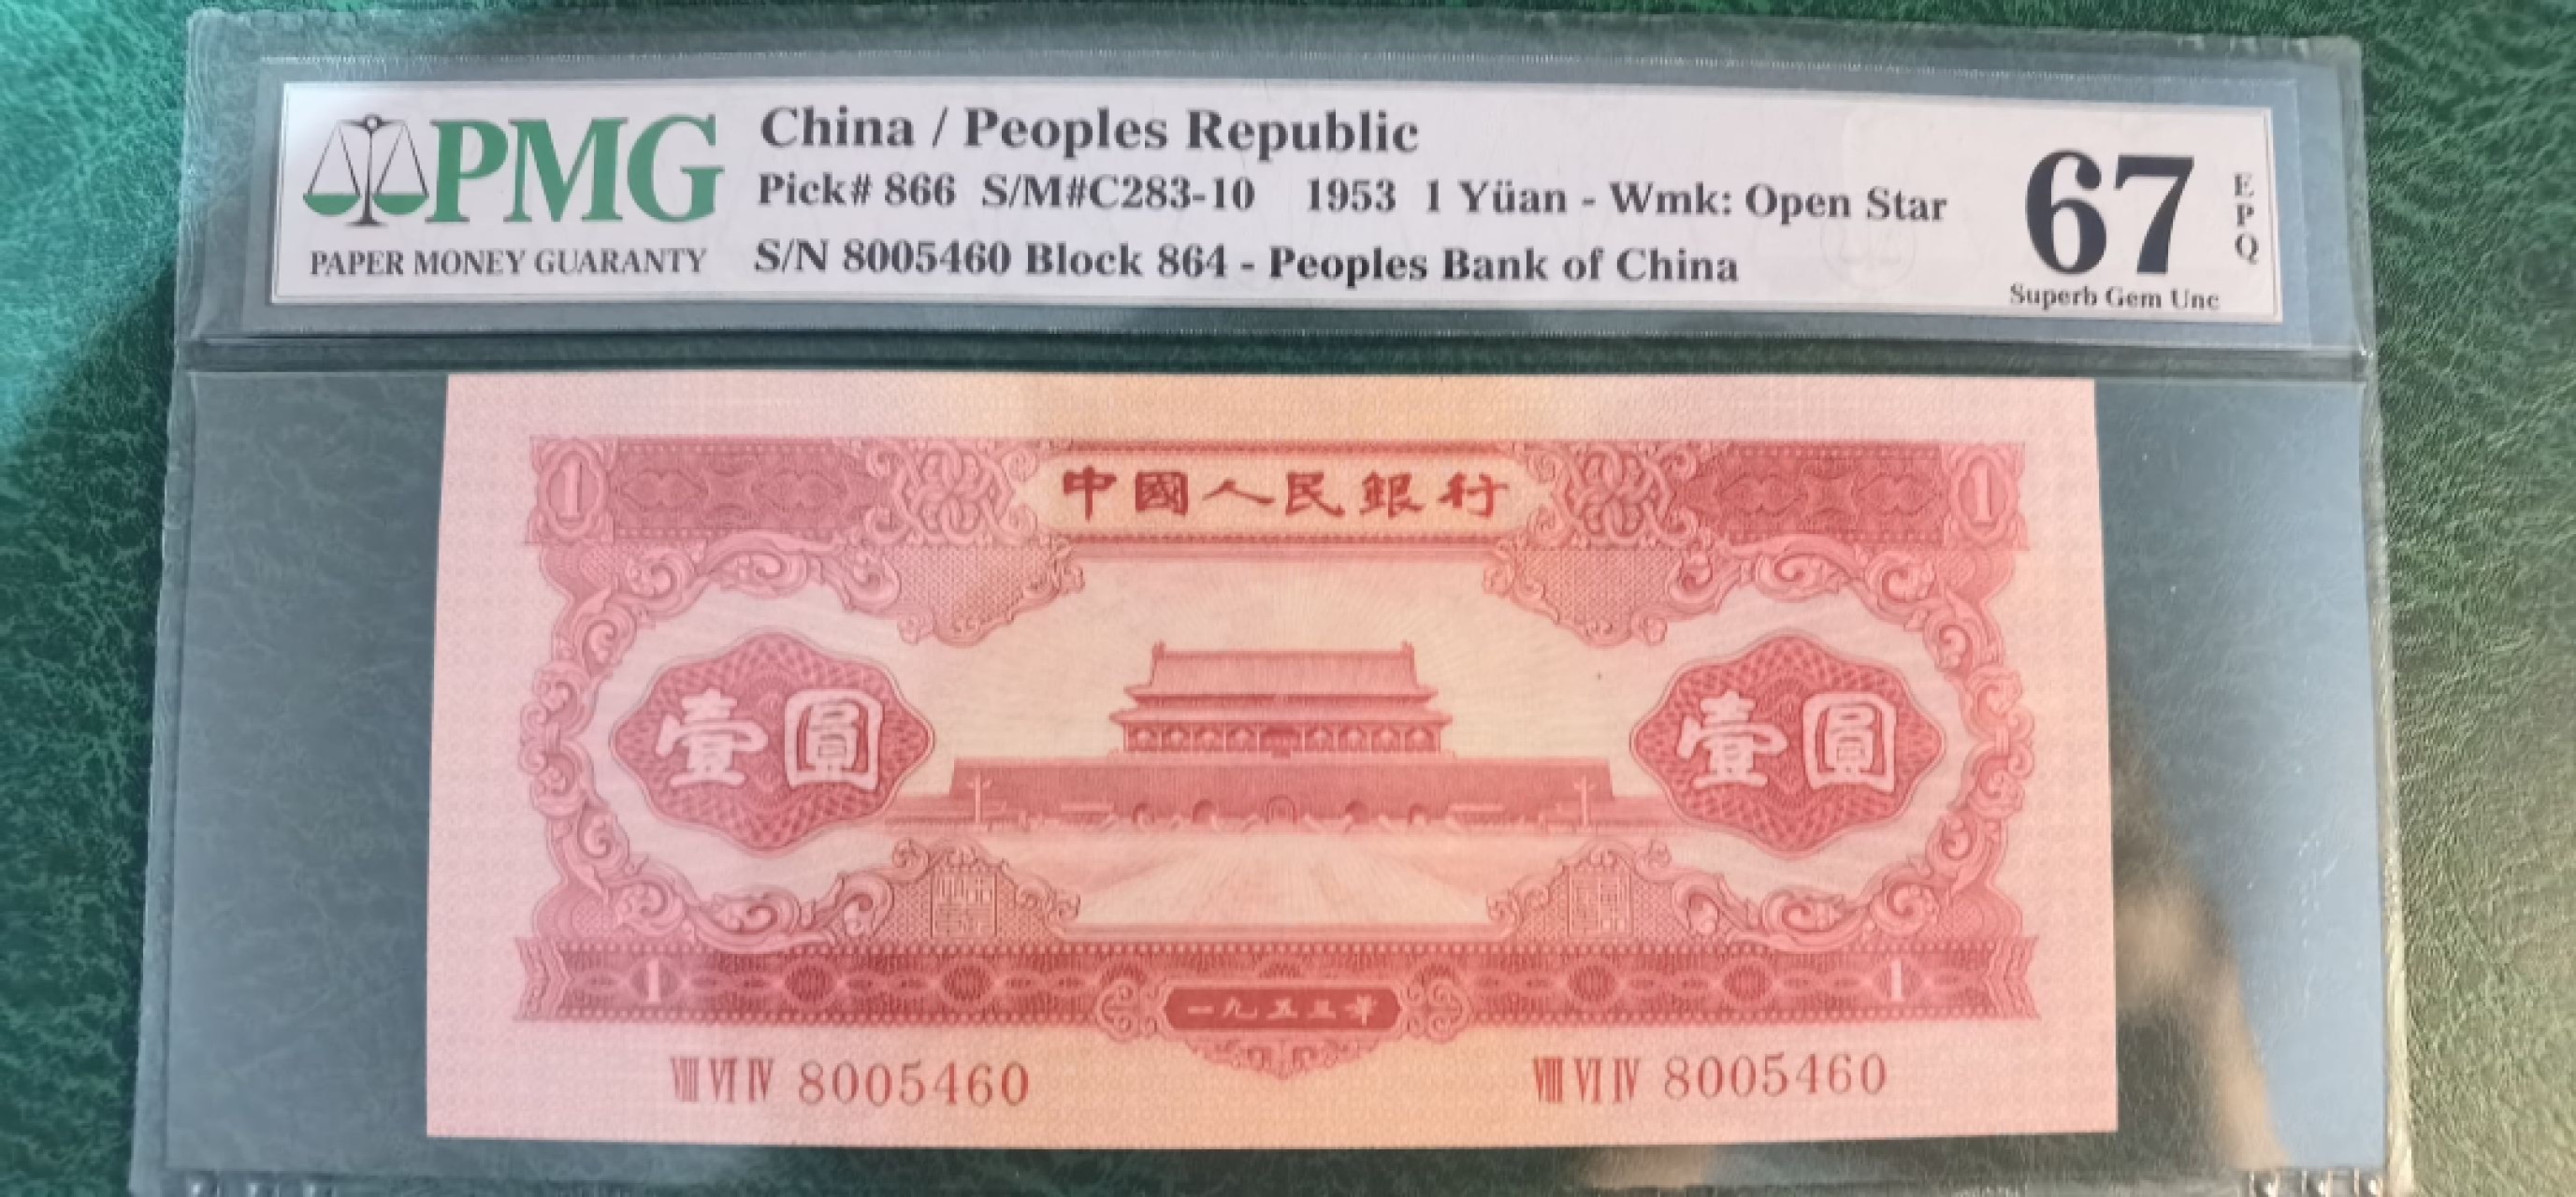 PMG
PAPER MONEY GUARANTY
China / Peoples Republic
Pick# 866 S/M#C283-10 1953 1 Yüan - Wmk: Open Star
S/N 8005460 Block 864 - Peoples Bank of China
67
EPQ
Superb Gem Unc
1 中國人民銀行 1
壹圓 壹圓
1 1
一九五三年
VIII VI IV 8005460 VIII VI IV 8005460